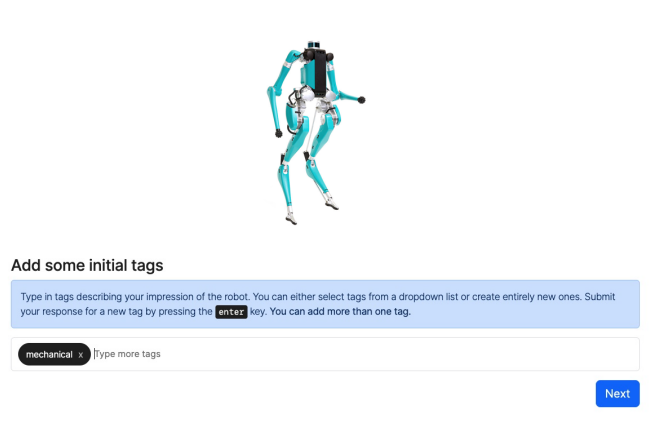 Add some initial tags
Type in tags describing your impression of the robot. You can either select tags from a dropdown list or create entirely new ones. Submit
your response for a new tag by pressing the enter key. You can add more than one tag.
mechanical x Type more tags
Next